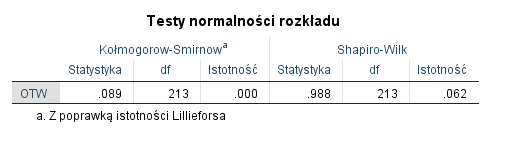 Testy normalności rozkładu
Kołmogorow-Smirnow^a Shapiro-Wilk
Statystyka df Istotność Statystyka df Istotność
OTW .089 213 .000 .988 213 .062
a. Z poprawką istotności Lillieforsa